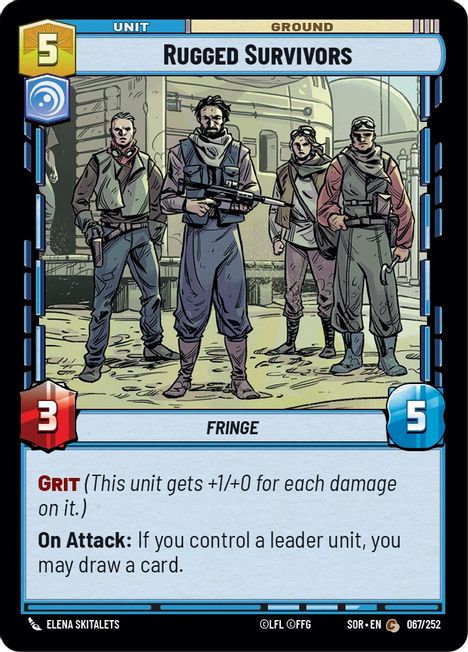 UNIT
GROUND
5
RUGGED SURVIVORS
3
5
FRINGE
GRIT (This unit gets +1/+0 for each damage
on it.)
On Attack: If you control a leader unit, you
may draw a card.
ELENA SKITALETS
©LFL ©FFG
SOR • EN
C
067/252